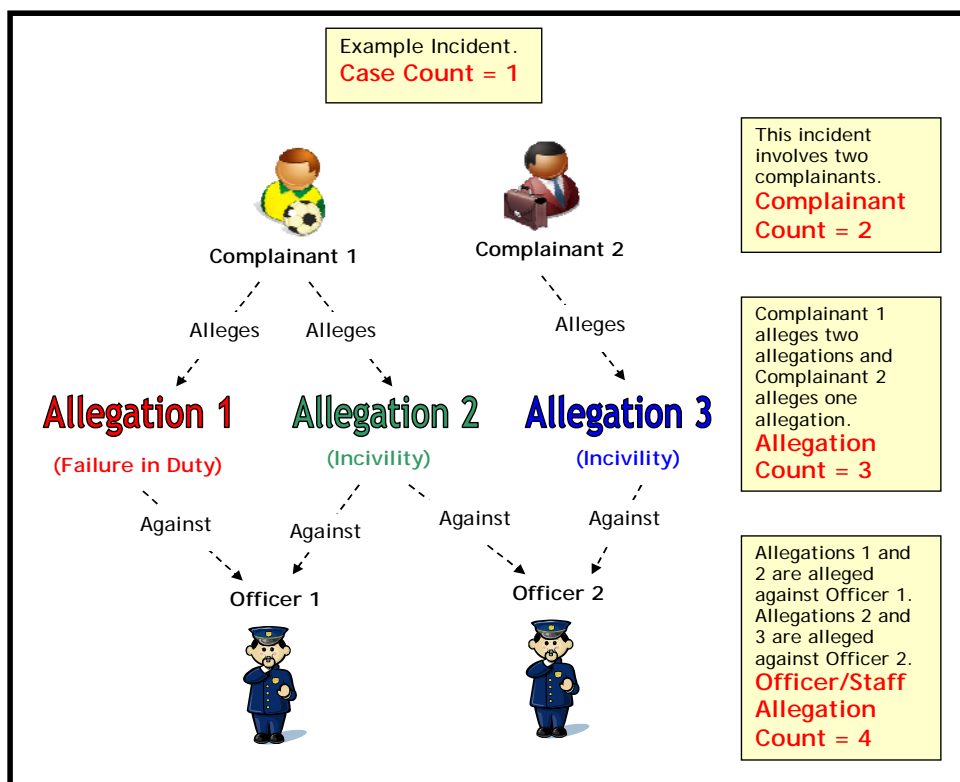 Example Incident.
Case Count = 1
This incident
involves two
complainants.
Complainant
Count = 2
Complainant 1
Complainant 2
Alleges
Alleges
Alleges
Complainant 1
alleges two
allegations and
Complainant 2
alleges one
allegation.
Allegation
Count = 3
Allegation 1
Allegation 2
Allegation 3
(Failure in Duty)
(Incivility)
(Incivility)
Against
Against
Against
Against
Allegations 1 and
2 are alleged
against Officer 1.
Allegations 2 and
3 are alleged
against Officer 2.
Officer/Staff
Allegation
Count = 4
Officer 1
Officer 2